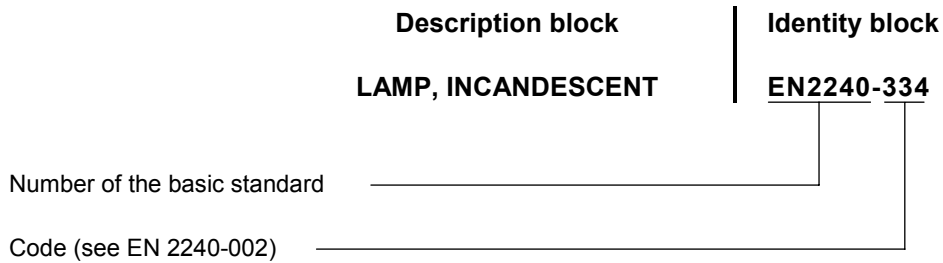 Description block Identity block
LAMP, INCANDESCENT EN2240-334
Number of the basic standard
Code (see EN 2240-002)